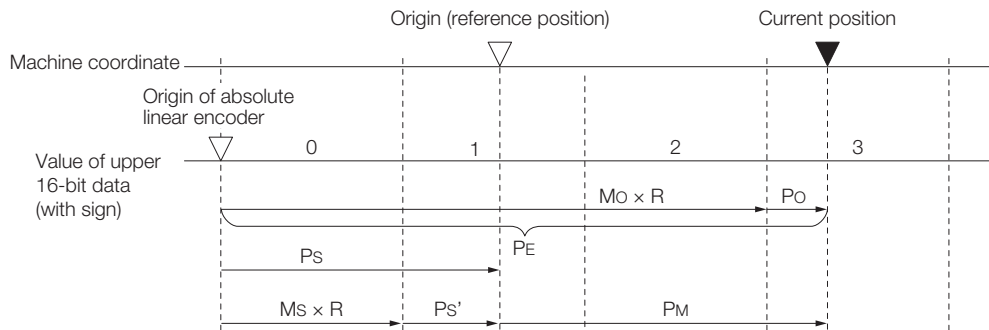 Origin (reference position)
Current position
Machine coordinate
Origin of absolute
linear encoder
Value of upper
16-bit data
(with sign)
0
1
2
3
MO × R
PO
PE
PS
MS × R
PS'
PM